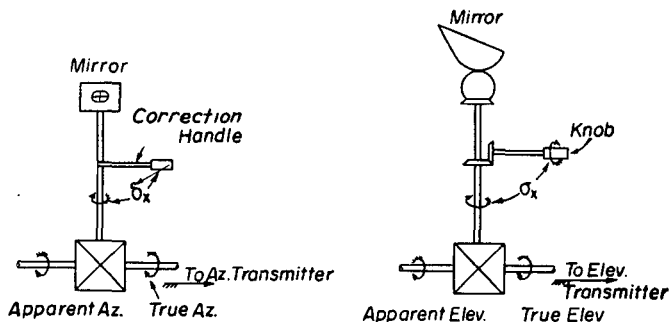 Mirror
Correction
Handle
σx
To Az. Transmitter
Apparent Az. True Az.
Mirror
Knob
σx
To Elev.
Transmitter
Apparent Elev. True Elev